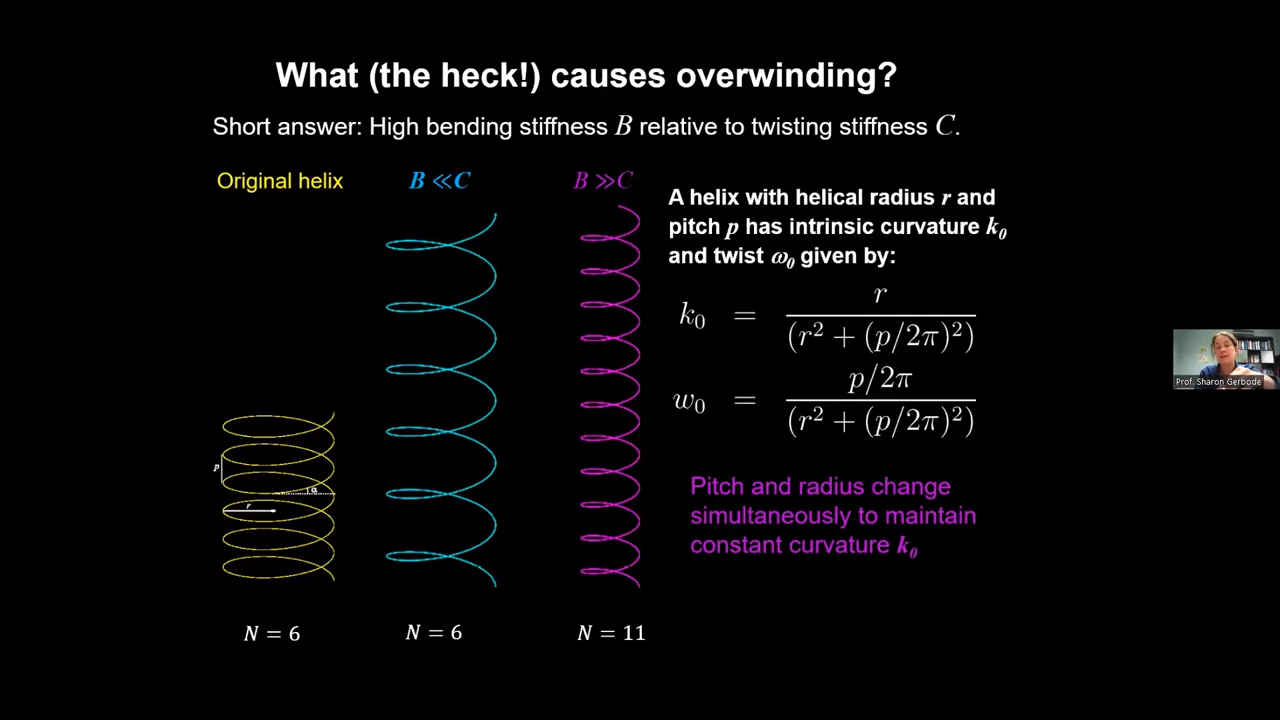 What (the heck!) causes overwinding?
Short answer: High bending stiffness B relative to twisting stiffness C.
Original helix
B ≪ C
B ≫ C
A helix with helical radius r and
pitch p has intrinsic curvature k₀
and twist ω₀ given by:
k₀ = r / (r² + (p/2π)²)
w₀ = p/2π / (r² + (p/2π)²)
Pitch and radius change
simultaneously to maintain
constant curvature k₀
p
α
r
N = 6
N = 6
N = 11
Prof. Sharon Gerbode